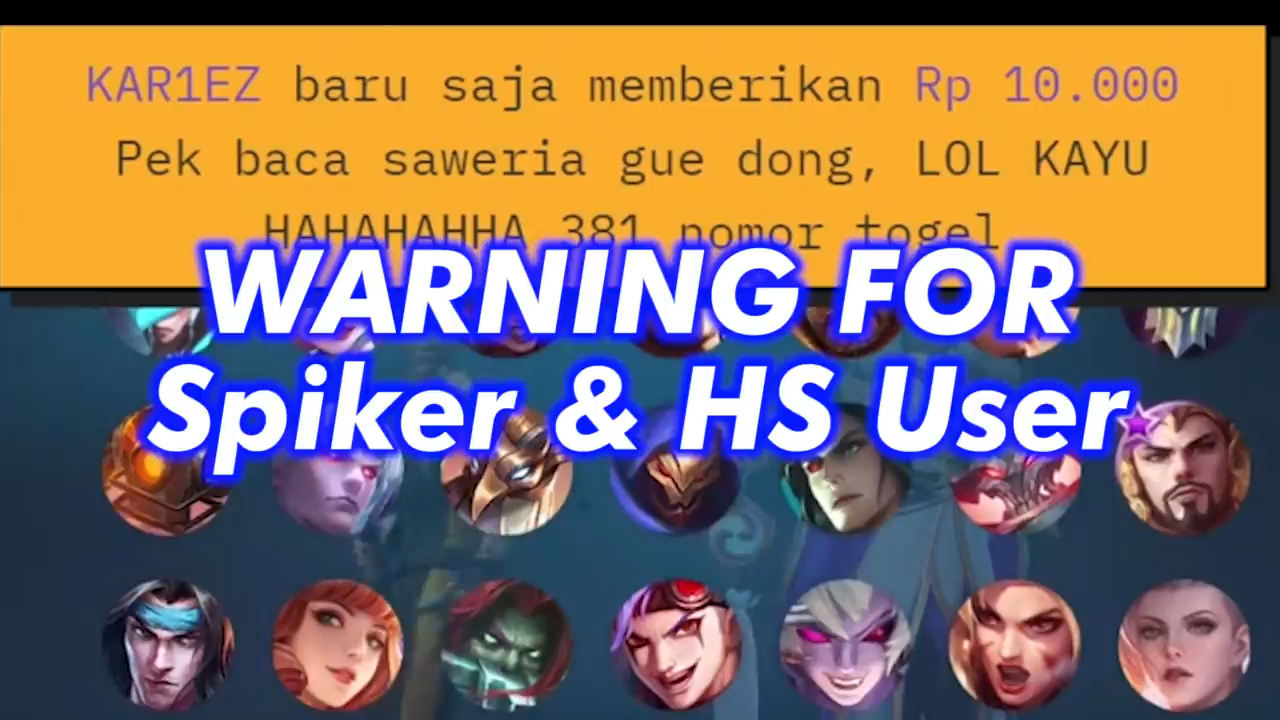 KAR1EZ baru saja memberikan Rp 10.000
Pek baca saweria gue dong, LOL KAYU
HAHAHAHHA 381 nomor togel
WARNING FOR
Spiker & HS User